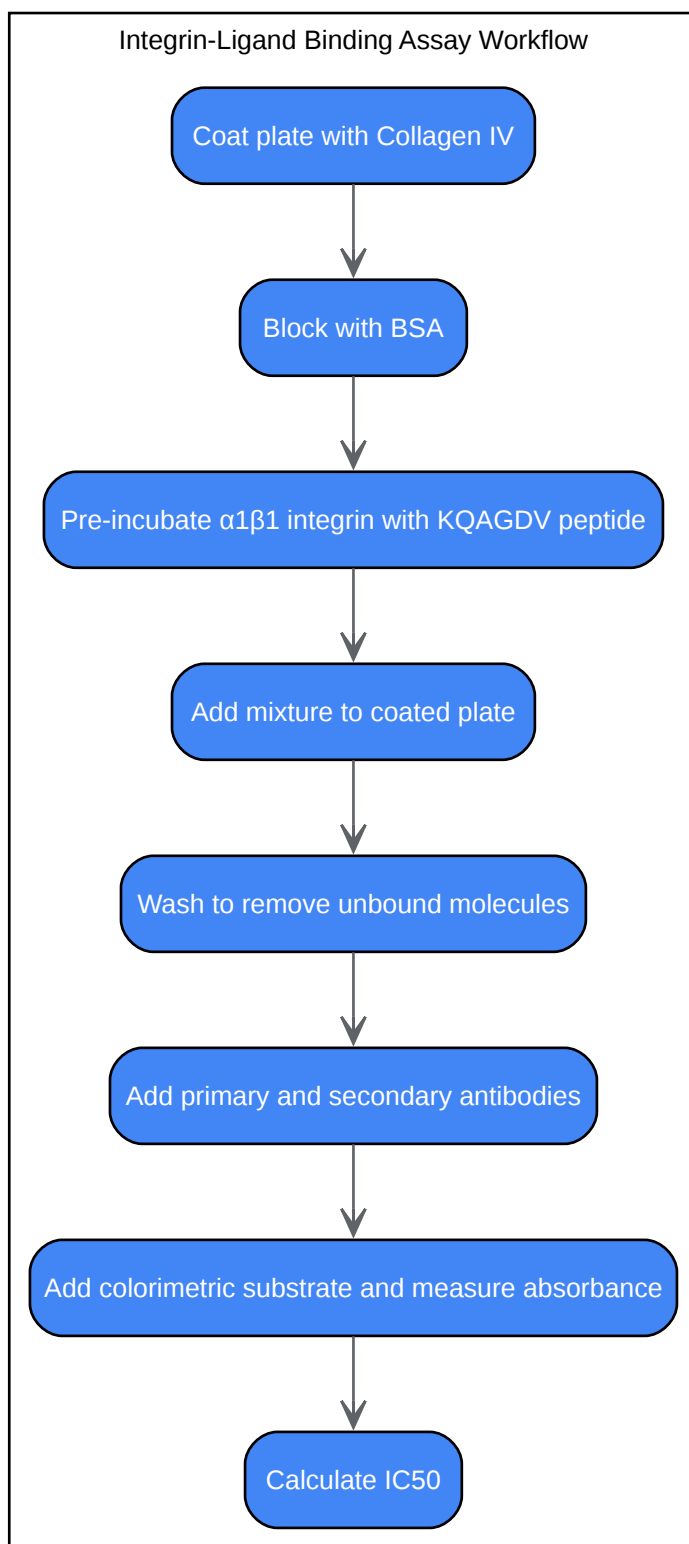 Integrin-Ligand Binding Assay Workflow
Coat plate with Collagen IV
Block with BSA
Pre-incubate α1β1 integrin with KQAGDV peptide
Add mixture to coated plate
Wash to remove unbound molecules
Add primary and secondary antibodies
Add colorimetric substrate and measure absorbance
Calculate IC50